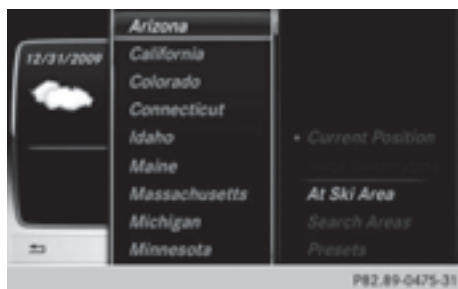 12/31/2009
Arizona
California
Colorado
Connecticut
Idaho
Maine
Massachusetts
Michigan
Minnesota
• Current Position
At Ski Area
Search Areas
Presets
P82.89-0475-31